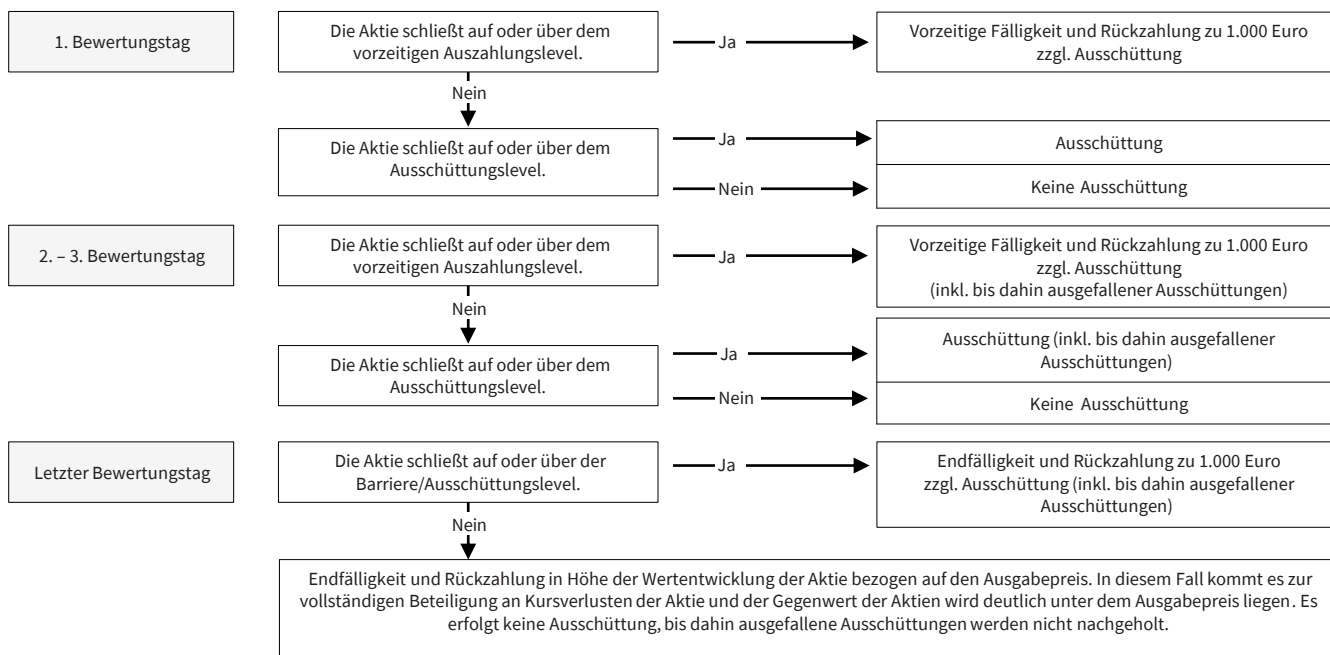 1. Bewertungstag
Die Aktie schließt auf oder über dem
vorzeitigen Auszahlungslevel.
Ja
Vorzeitige Fälligkeit und Rückzahlung zu 1.000 Euro
zzgl. Ausschüttung
Nein
Die Aktie schließt auf oder über dem
Ausschüttungslevel.
Ja
Ausschüttung
Nein
Keine Ausschüttung
2. – 3. Bewertungstag
Die Aktie schließt auf oder über dem
vorzeitigen Auszahlungslevel.
Ja
Vorzeitige Fälligkeit und Rückzahlung zu 1.000 Euro
zzgl. Ausschüttung
(inkl. bis dahin ausgefallener Ausschüttungen)
Nein
Die Aktie schließt auf oder über dem
Ausschüttungslevel.
Ja
Ausschüttung (inkl. bis dahin ausgefallener
Ausschüttungen)
Nein
Keine Ausschüttung
Letzter Bewertungstag
Die Aktie schließt auf oder über der
Barriere/Ausschüttungslevel.
Ja
Endfälligkeit und Rückzahlung zu 1.000 Euro
zzgl. Ausschüttung (inkl. bis dahin ausgefallener
Ausschüttungen)
Nein
Endfälligkeit und Rückzahlung in Höhe der Wertentwicklung der Aktie bezogen auf den Ausgabepreis. In diesem Fall kommt es zur
vollständigen Beteiligung an Kursverlusten der Aktie und der Gegenwert der Aktien wird deutlich unter dem Ausgabepreis liegen. Es
erfolgt keine Ausschüttung, bis dahin ausgefallene Ausschüttungen werden nicht nachgeholt.